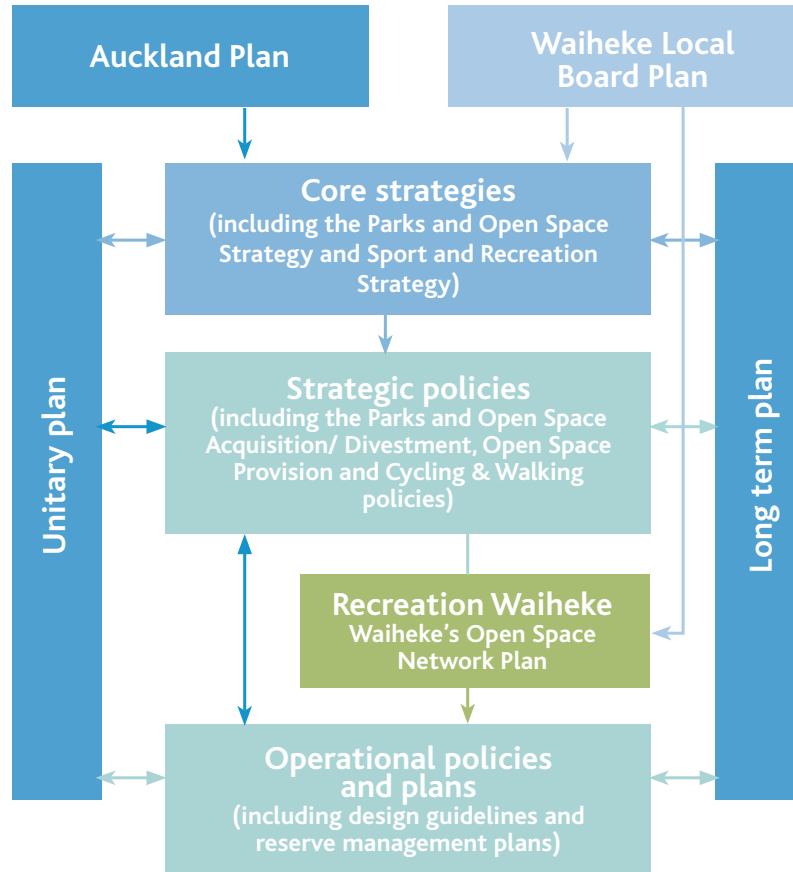 Auckland Plan
Waiheke Local
Board Plan
Core strategies
(including the Parks and Open Space
Strategy and Sport and Recreation
Strategy)
Unitary plan
Long term plan
Strategic policies
(including the Parks and Open Space
Acquisition/ Divestment, Open Space
Provision and Cycling & Walking
policies)
Recreation Waiheke
Waiheke’s Open Space
Network Plan
Operational policies
and plans
(including design guidelines and
reserve management plans)